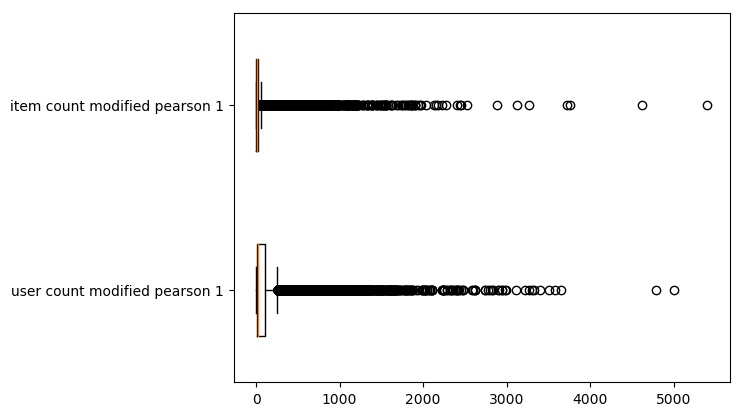 item count modified pearson 1
user count modified pearson 1
0 1000 2000 3000 4000 5000